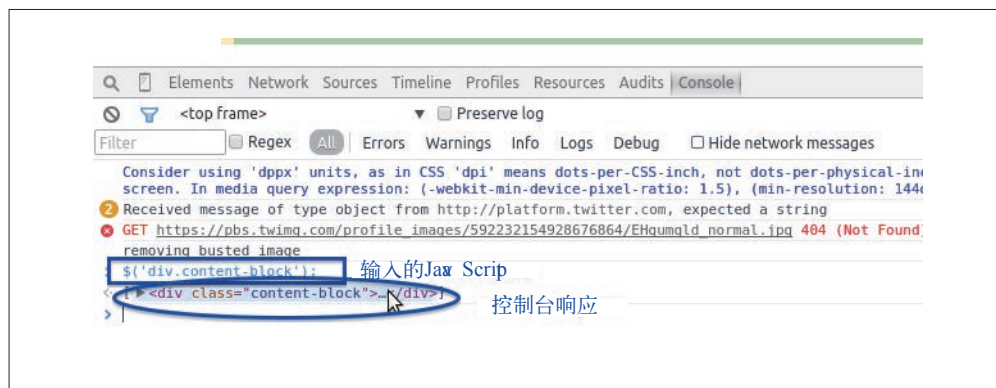 Elements Network Sources Timeline Profiles Resources Audits Console
<top frame> ▼ Preserve log
Filter Regex All Errors Warnings Info Logs Debug Hide network messages
Consider using 'dppx' units, as in CSS 'dpi' means dots-per-CSS-inch, not dots-per-physical-in
screen. In media query expression: (-webkit-min-device-pixel-ratio: 1.5), (min-resolution: 144
2 Received message of type object from http://platform.twitter.com, expected a string
GET https://pbs.twimg.com/profile_images/592232154928676864/EHqumqld_normal.jpg 404 (Not Found)
removing busted image
$('div.content-block'); 输入的Java Scrip
[▶<div class="content-block">…</div>]
控制台响应
>